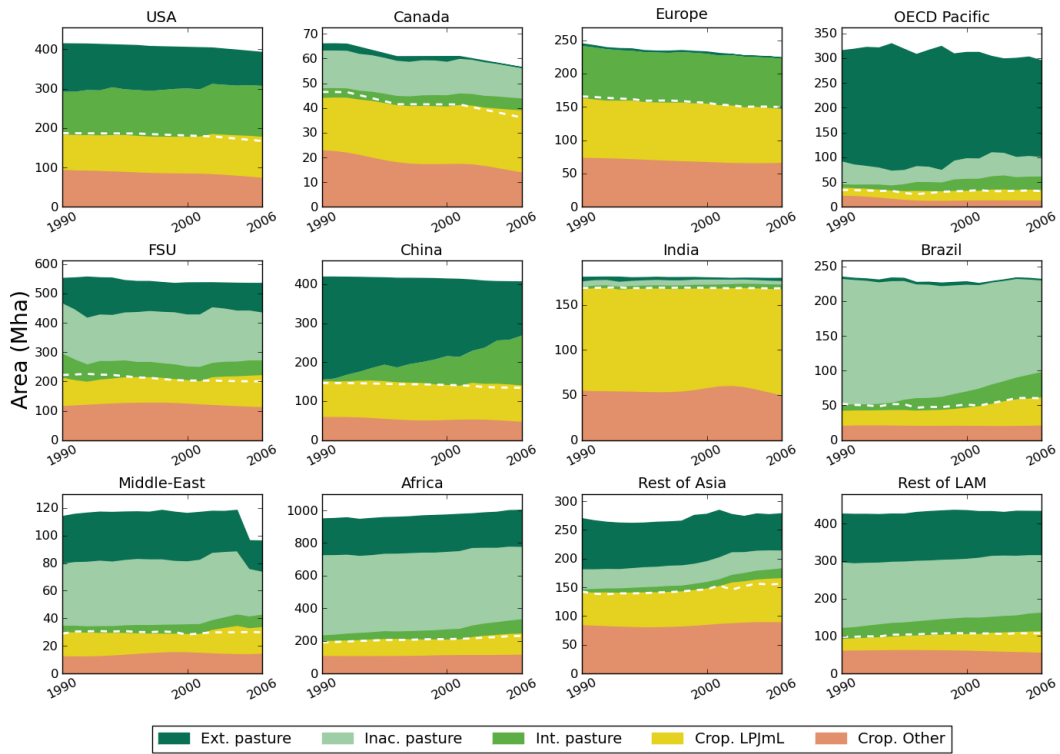 USA Canada Europe OECD Pacific
400 300 200 100 0
70 60 50 40 30 20 10 0
250 200 150 100 50 0
350 300 250 200 150 100 50 0
1990 2000 2006 1990 2000 2006 1990 2000 2006 1990 2000 2006
Area (Mha)
FSU China India Brazil
600 500 400 300 200 100 0
400 300 200 100 0
150 100 50 0
250 200 150 100 50 0
1990 2000 2006 1990 2000 2006 1990 2000 2006 1990 2000 2006
Middle-East Africa Rest of Asia Rest of LAM
120 100 80 60 40 20 0
1000 800 600 400 200 0
300 250 200 150 100 50 0
400 300 200 100 0
1990 2000 2006 1990 2000 2006 1990 2000 2006 1990 2000 2006
Ext. pasture Inac. pasture Int. pasture Crop. LPJmL Crop. Other